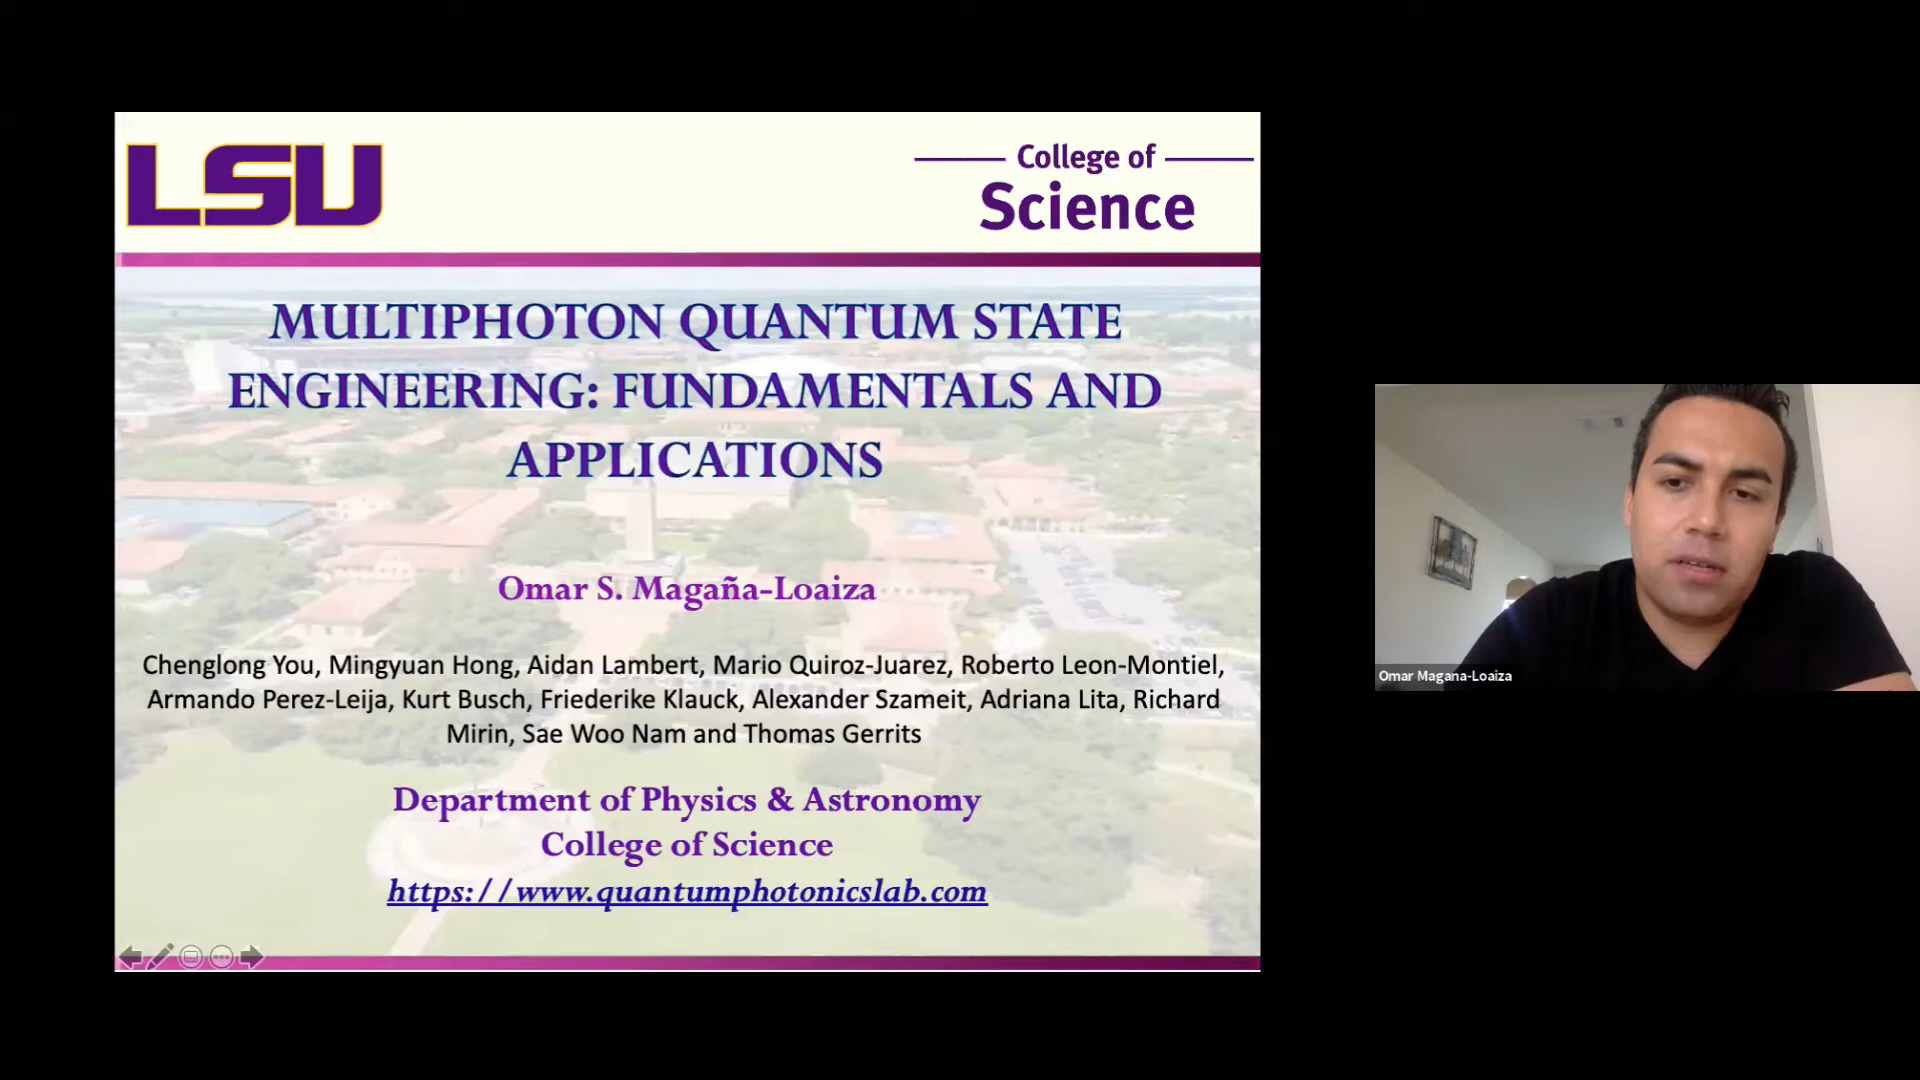 LSU
College of
Science
MULTIPHOTON QUANTUM STATE
ENGINEERING: FUNDAMENTALS AND
APPLICATIONS
Omar S. Magaña-Loaiza
Chenglong You, Mingyuan Hong, Aidan Lambert, Mario Quiroz-Juarez, Roberto Leon-Montiel,
Armando Perez-Leija, Kurt Busch, Friederike Klauck, Alexander Szameit, Adriana Lita, Richard
Mirin, Sae Woo Nam and Thomas Gerrits
Department of Physics & Astronomy
College of Science
https://www.quantumphotonicslab.com
Omar Magana-Loaiza